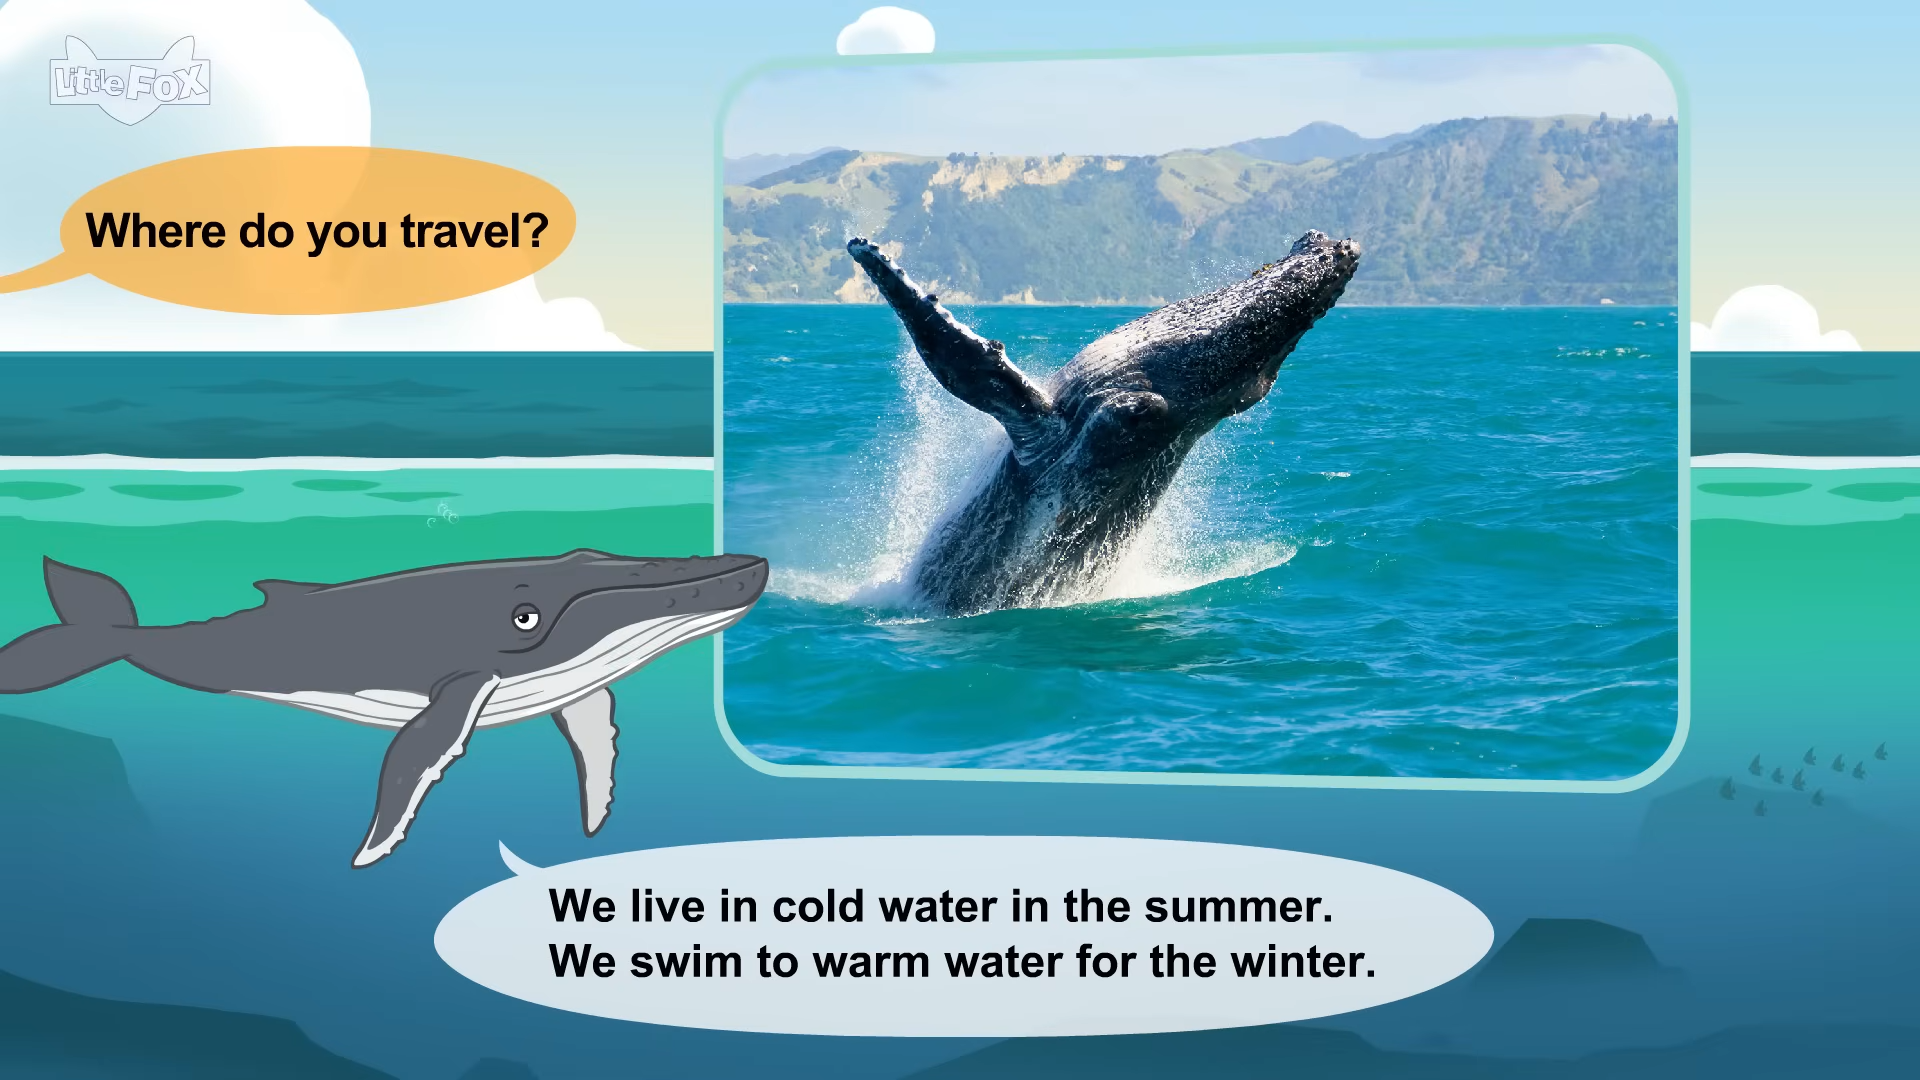 Little Fox
Where do you travel?
We live in cold water in the summer.
We swim to warm water for the winter.